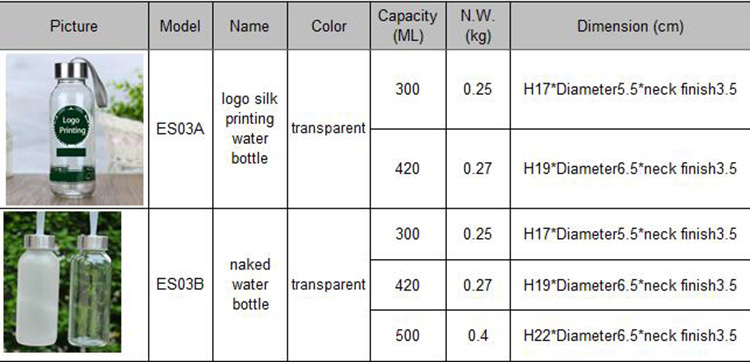 Picture
Model
Name
Color
Capacity
(ML)
N.W.
(kg)
Dimension (cm)
Logo
Printing
ES03A
logo silk
printing
water
bottle
transparent
300
0.25
H17*Diameter5.5*neck finish3.5
420
0.27
H19*Diameter6.5*neck finish3.5
ES03B
naked
water
bottle
transparent
300
0.25
H17*Diameter5.5*neck finish3.5
420
0.27
H19*Diameter6.5*neck finish3.5
500
0.4
H22*Diameter6.5*neck finish3.5